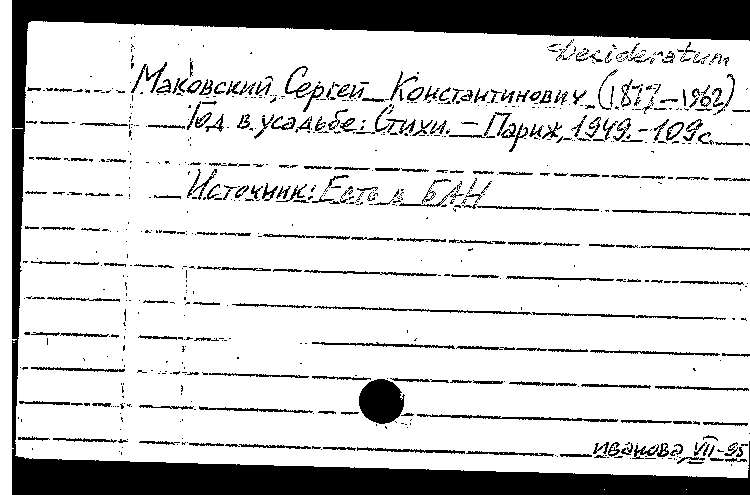 Desideratum
Маковский, Сергей Константинович (1877-1962)
Год в усадьбе: Стихи. - Париж, 1949. - 109 с.
Источник: Есть в БАН
Иванова, VII-95